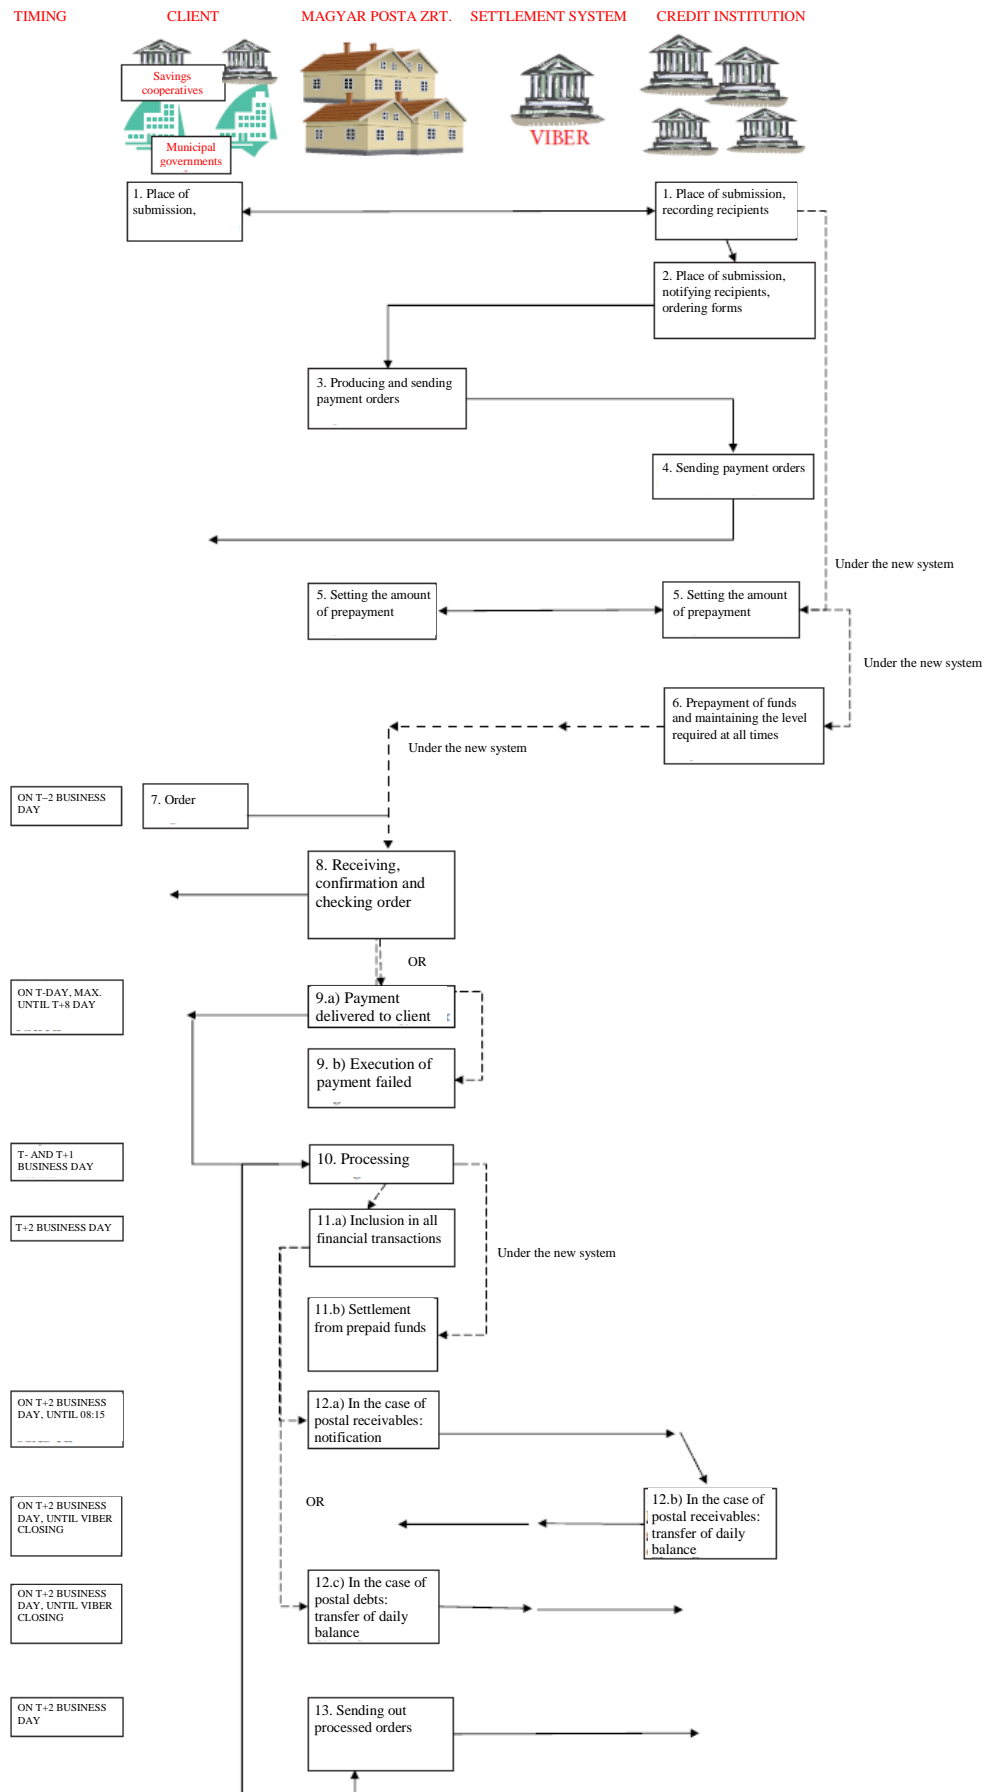 TIMING
CLIENT
MAGYAR POSTA ZRT.
SETTLEMENT SYSTEM
CREDIT INSTITUTION
Savings
cooperatives
Municipal
governments
VIBER
1. Place of
submission,
1. Place of submission,
recording recipients
2. Place of submission,
notifying recipients,
ordering forms
3. Producing and sending
payment orders
4. Sending payment orders
Under the new system
5. Setting the amount
of prepayment
5. Setting the amount
of prepayment
Under the new system
6. Prepayment of funds
and maintaining the level
required at all times
Under the new system
ON T–2 BUSINESS
DAY
7. Order
8. Receiving,
confirmation and
checking order
OR
ON T-DAY, MAX.
UNTIL T+8 DAY
9.a) Payment
delivered to client
9. b) Execution of
payment failed
T- AND T+1
BUSINESS DAY
10. Processing
T+2 BUSINESS DAY
11.a) Inclusion in all
financial transactions
Under the new system
11.b) Settlement
from prepaid funds
ON T+2 BUSINESS
DAY, UNTIL 08:15
12.a) In the case of
postal receivables:
notification
OR
ON T+2 BUSINESS
DAY, UNTIL VIBER
CLOSING
12.b) In the case of
postal receivables:
transfer of daily
balance
ON T+2 BUSINESS
DAY, UNTIL VIBER
CLOSING
12.c) In the case of
postal debts:
transfer of daily
balance
ON T+2 BUSINESS
DAY
13. Sending out
processed orders